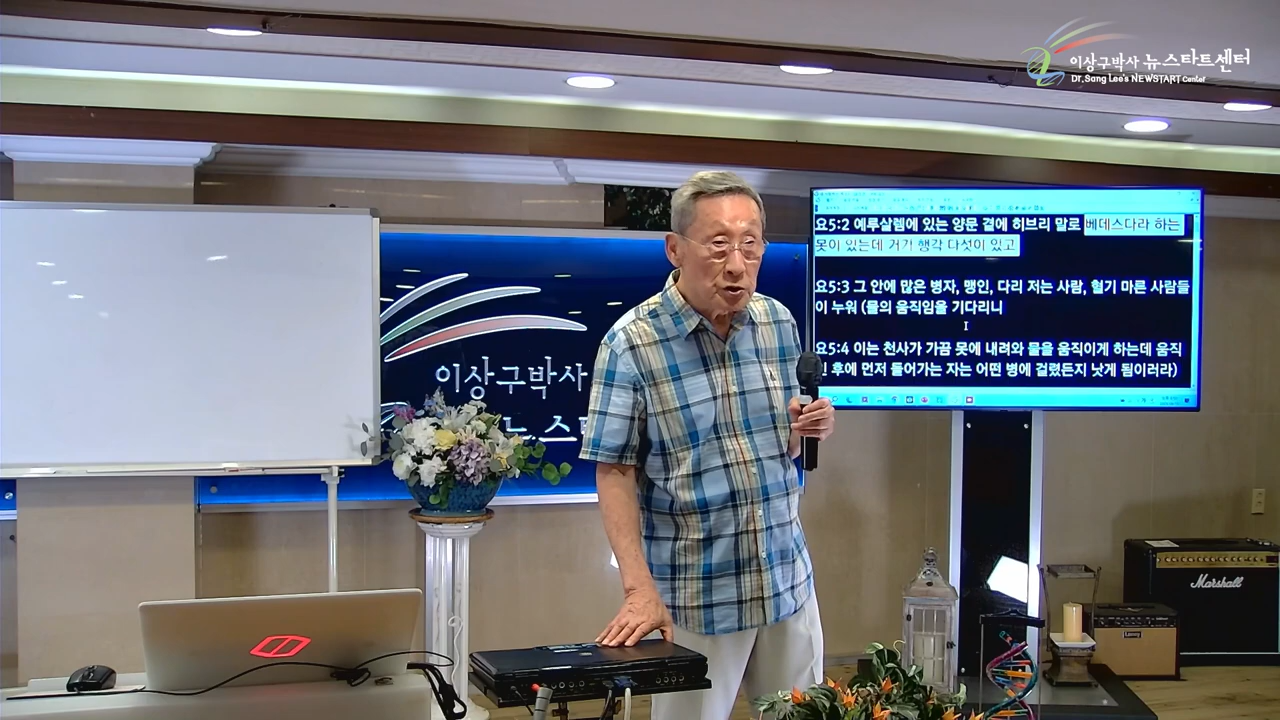 이상구박사 뉴스타트센터
Dr. Sang Lee's NEWSTART Center
요5:2 예루살렘에 있는 양문 곁에 히브리 말로 베데스다라 하는
못이 있는데 거기 행각 다섯이 있고
요5:3 그 안에 많은 병자, 맹인, 다리 저는 사람, 혈기 마른 사람들
이 누워 (물의 움직임을 기다리니
요5:4 이는 천사가 가끔 못에 내려와 물을 움직이게 하는데 움직
인 후에 먼저 들어가는 자는 어떤 병에 걸렸든지 낫게 됨이러라)
이상구박사
뉴스타
Marshall
Laney